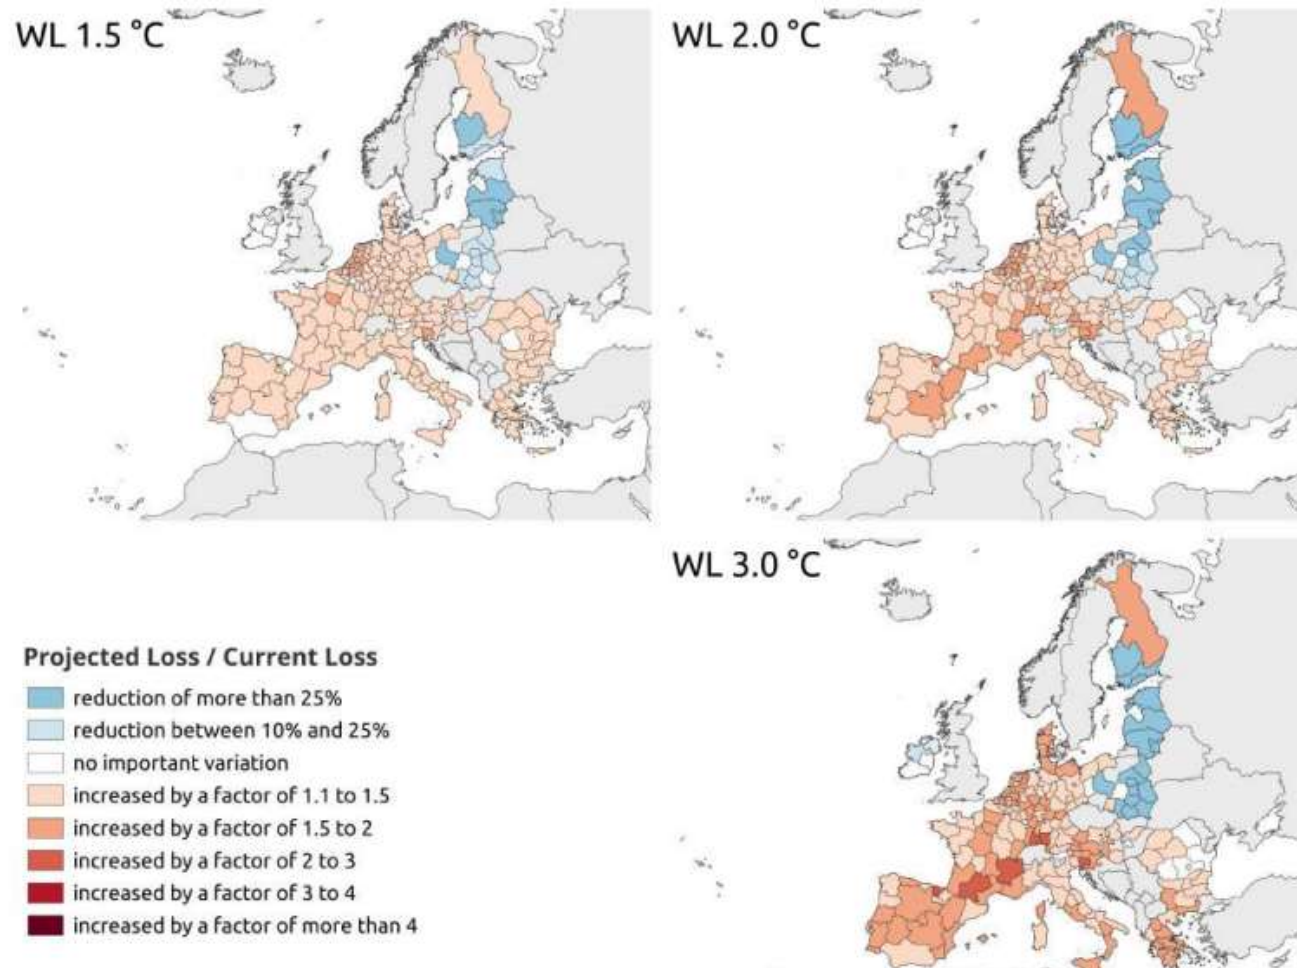 WL 1.5 °C
WL 2.0 °C
WL 3.0 °C
Projected Loss / Current Loss
reduction of more than 25%
reduction between 10% and 25%
no important variation
increased by a factor of 1.1 to 1.5
increased by a factor of 1.5 to 2
increased by a factor of 2 to 3
increased by a factor of 3 to 4
increased by a factor of more than 4